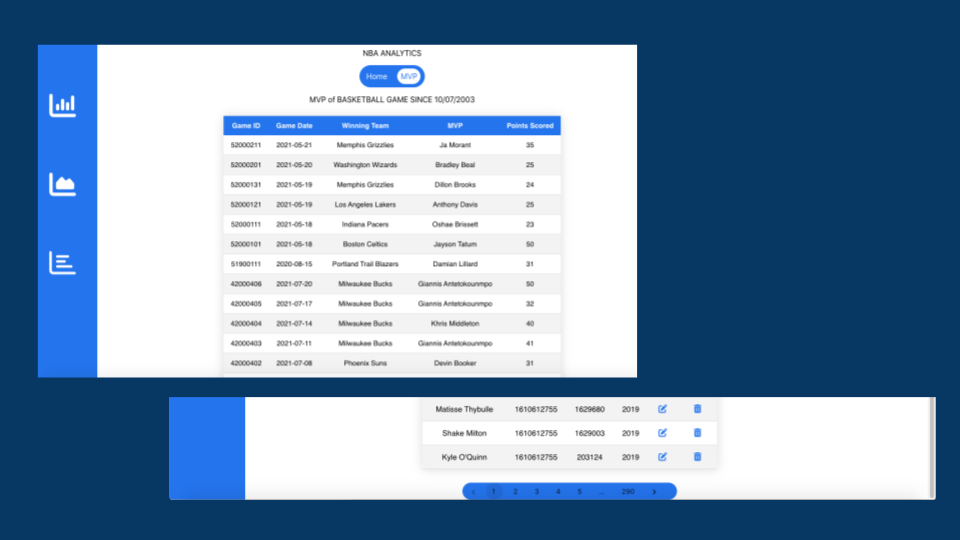 NBA ANALYTICS
Home MVP
MVP of BASKETBALL GAME SINCE 10/07/2003
Game ID Game Date Winning Team MVP Points Scored
52000211 2021-05-21 Memphis Grizzlies Ja Morant 35
52000201 2021-05-20 Washington Wizards Bradley Beal 25
52000131 2021-05-19 Memphis Grizzlies Dillon Brooks 24
52000121 2021-05-19 Los Angeles Lakers Anthony Davis 25
52000111 2021-05-18 Indiana Pacers Oshae Brissett 23
52000101 2021-05-18 Boston Celtics Jayson Tatum 50
51900111 2020-08-15 Portland Trail Blazers Damian Lillard 31
42000406 2021-07-20 Milwaukee Bucks Giannis Antetokounmpo 50
42000405 2021-07-17 Milwaukee Bucks Giannis Antetokounmpo 32
42000404 2021-07-14 Milwaukee Bucks Khris Middleton 40
42000403 2021-07-11 Milwaukee Bucks Giannis Antetokounmpo 41
42000402 2021-07-08 Phoenix Suns Devin Booker 31
Matisse Thybulle 1610612755 1629680 2019
Shake Milton 1610612755 1629003 2019
Kyle O'Quinn 1610612755 203124 2019
‹ 1 2 3 4 5 ... 290 ›